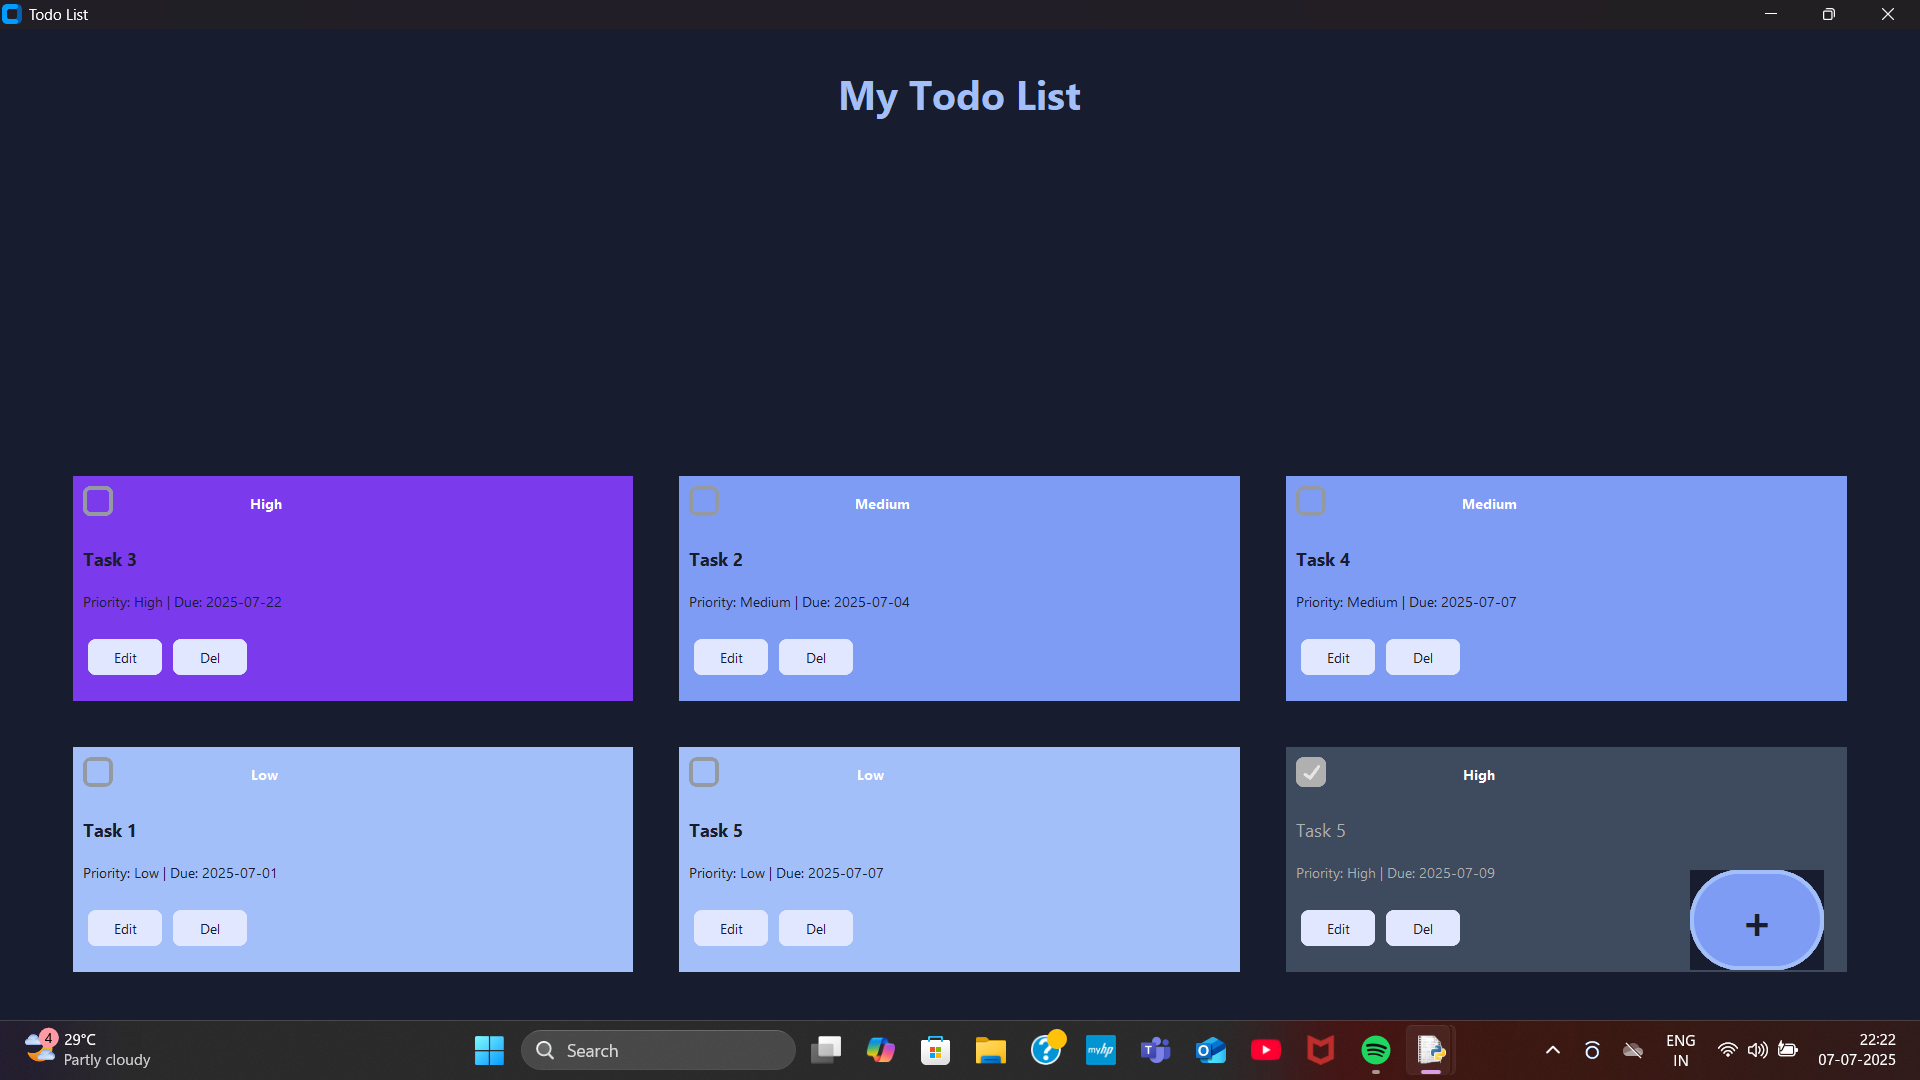 Todo List
My Todo List
High
Task 3
Priority: High | Due: 2025-07-22
Edit Del
Medium
Task 2
Priority: Medium | Due: 2025-07-04
Edit Del
Medium
Task 4
Priority: Medium | Due: 2025-07-07
Edit Del
Low
Task 1
Priority: Low | Due: 2025-07-01
Edit Del
Low
Task 5
Priority: Low | Due: 2025-07-07
Edit Del
High
Task 5
Priority: High | Due: 2025-07-09
Edit Del
+
4
29°C
Partly cloudy
Search
myhp
ENG
IN
22:22
07-07-2025